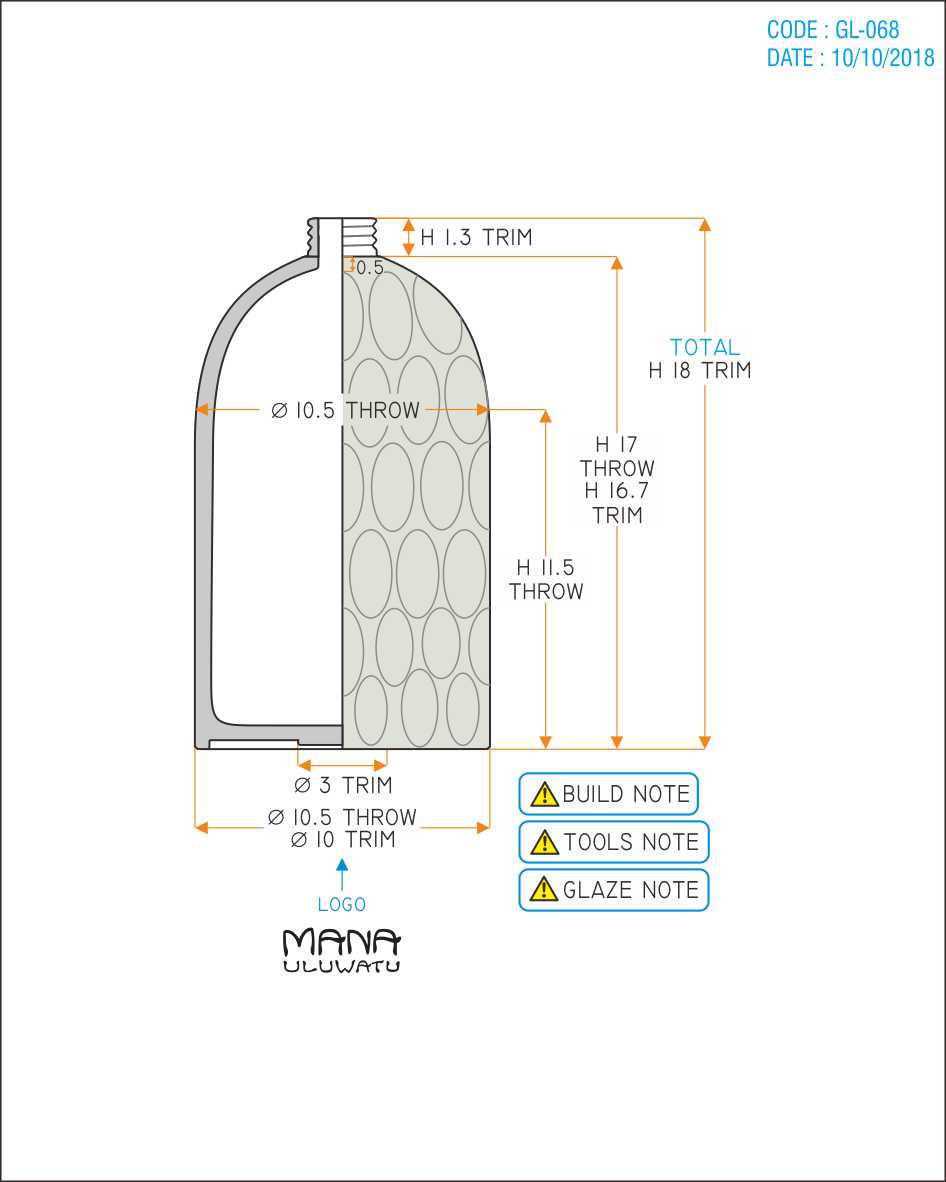 CODE : GL-068
DATE : 10/10/2018
H 1.3 TRIM
0.5
TOTAL
H 18 TRIM
Ø 10.5 THROW
H 17
THROW
H 16.7
TRIM
H 11.5
THROW
Ø 3 TRIM
Ø 10.5 THROW
Ø 10 TRIM
BUILD NOTE
TOOLS NOTE
GLAZE NOTE
LOGO
MANA
ULUWATU